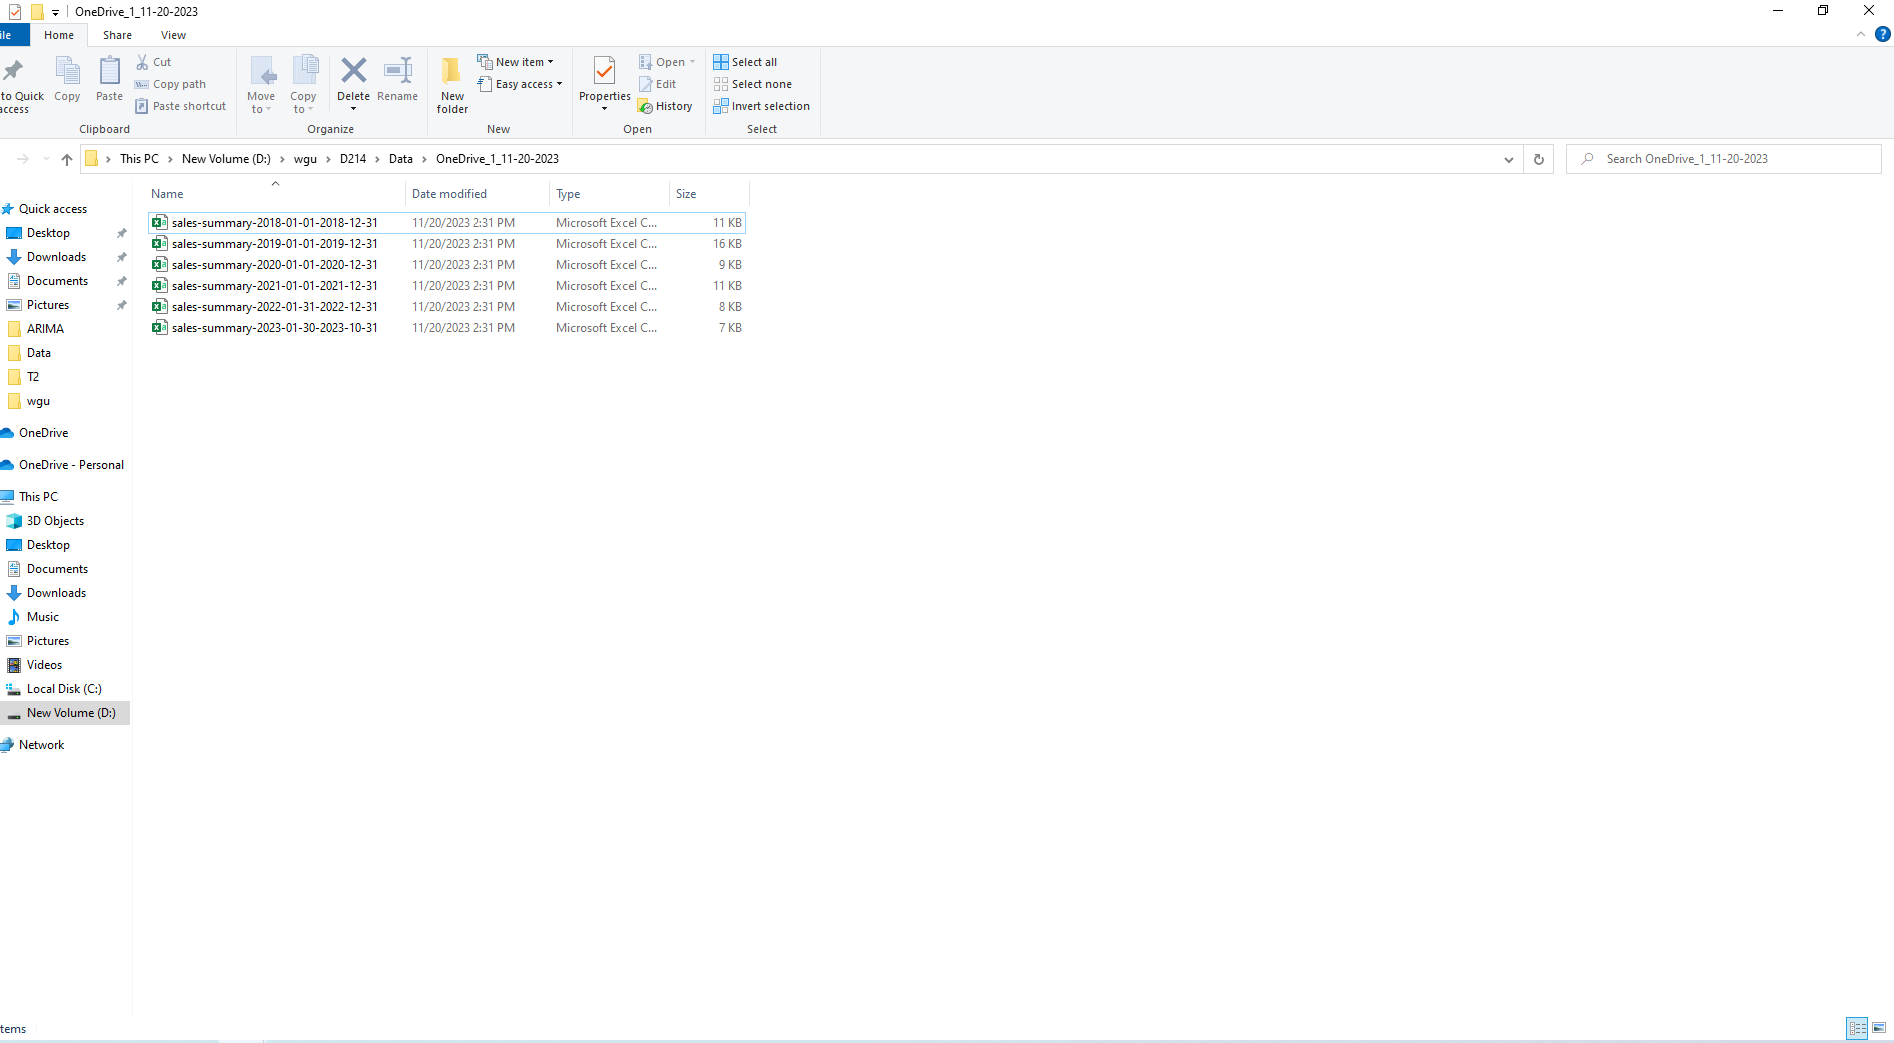 OneDrive_1_11-20-2023
ile Home Share View
to Quick access
Copy
Paste
Cut
Copy path
Paste shortcut
Clipboard
Move to
Copy to
Delete
Rename
Organize
New folder
New item
Easy access
New
Properties
Open
Edit
History
Open
Select all
Select none
Invert selection
Select
This PC > New Volume (D:) > wgu > D214 > Data > OneDrive_1_11-20-2023
Search OneDrive_1_11-20-2023
Name Date modified Type Size
sales-summary-2018-01-01-2018-12-31 11/20/2023 2:31 PM Microsoft Excel C... 11 KB
sales-summary-2019-01-01-2019-12-31 11/20/2023 2:31 PM Microsoft Excel C... 16 KB
sales-summary-2020-01-01-2020-12-31 11/20/2023 2:31 PM Microsoft Excel C... 9 KB
sales-summary-2021-01-01-2021-12-31 11/20/2023 2:31 PM Microsoft Excel C... 11 KB
sales-summary-2022-01-31-2022-12-31 11/20/2023 2:31 PM Microsoft Excel C... 8 KB
sales-summary-2023-01-30-2023-10-31 11/20/2023 2:31 PM Microsoft Excel C... 7 KB
Quick access
Desktop
Downloads
Documents
Pictures
ARIMA
Data
T2
wgu
OneDrive
OneDrive - Personal
This PC
3D Objects
Desktop
Documents
Downloads
Music
Pictures
Videos
Local Disk (C:)
New Volume (D:)
Network
tems